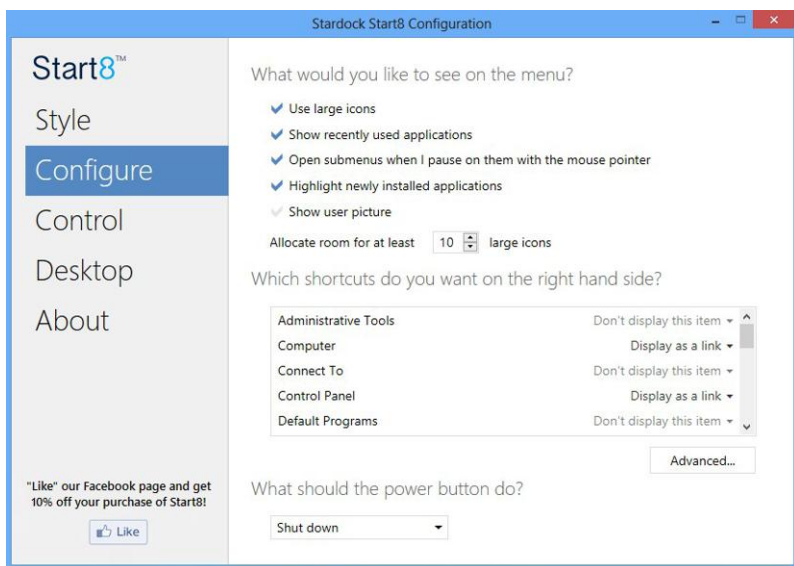 Stardock Start8 Configuration
Start8™
Style
Configure
Control
Desktop
About
"Like" our Facebook page and get
10% off your purchase of Start8!
Like
What would you like to see on the menu?
Use large icons
Show recently used applications
Open submenus when I pause on them with the mouse pointer
Highlight newly installed applications
Show user picture
Allocate room for at least 10 large icons
Which shortcuts do you want on the right hand side?
Administrative Tools Don't display this item
Computer Display as a link
Connect To Don't display this item
Control Panel Display as a link
Default Programs Don't display this item
Advanced...
What should the power button do?
Shut down